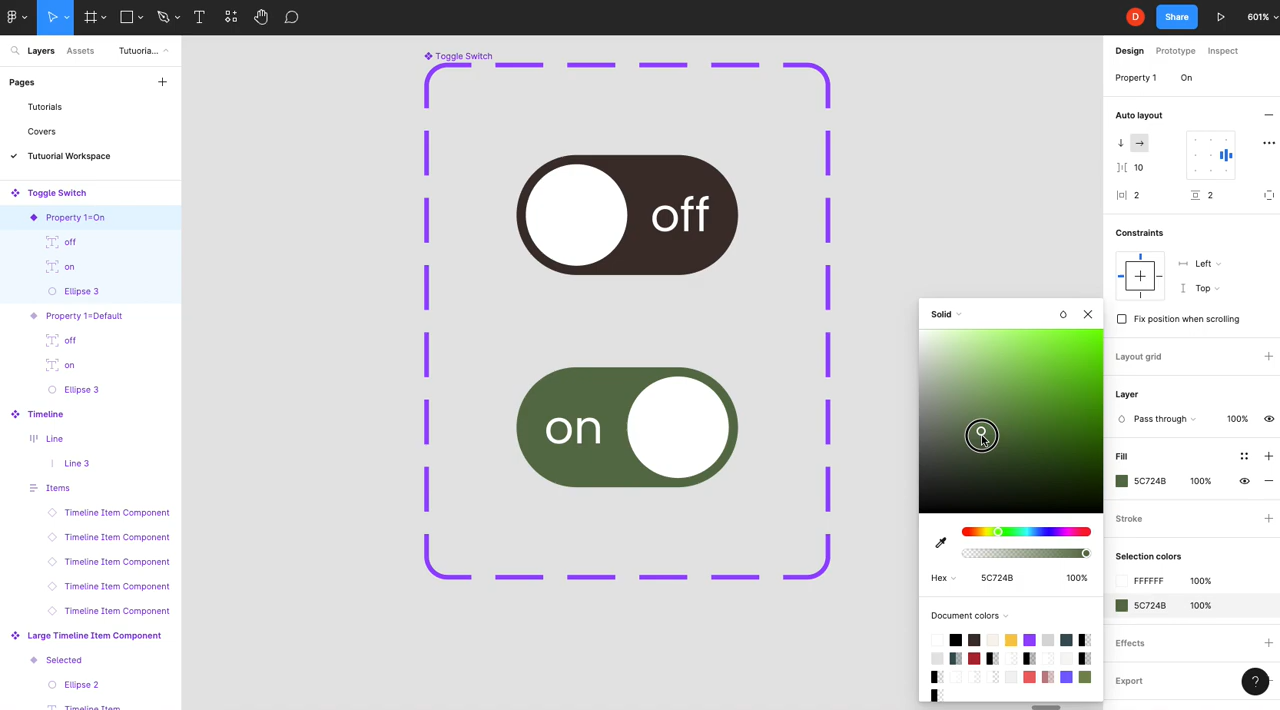 D
Share
601%
Layers
Assets
Tutuoria...
Pages
Tutorials
Covers
Tutuorial Workspace
Toggle Switch
Property 1=On
off
on
Ellipse 3
Property 1=Default
off
on
Ellipse 3
Timeline
Line
Line 3
Items
Timeline Item Component
Timeline Item Component
Timeline Item Component
Timeline Item Component
Timeline Item Component
Large Timeline Item Component
Selected
Ellipse 2
Timeline Item
Toggle Switch
off
on
Solid
Hex
5C724B
100%
Document colors
Design
Prototype
Inspect
Property 1
On
Auto layout
10
2
2
Constraints
Left
Top
Fix position when scrolling
Layout grid
Layer
Pass through
100%
Fill
5C724B
100%
Stroke
Selection colors
FFFFFF
100%
5C724B
100%
Effects
Export
?